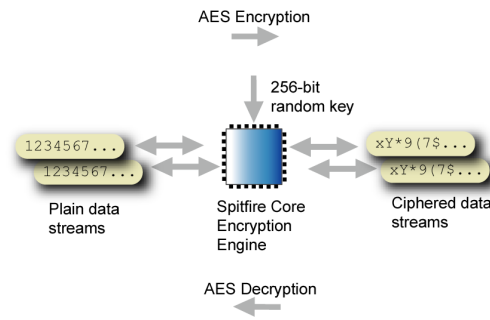 AES Encryption
256-bit
random key
1234567...
1234567...
xY*9(7$...
xY*9(7$...
Plain data
streams
Spitfire Core
Encryption
Engine
Ciphered data
streams
AES Decryption